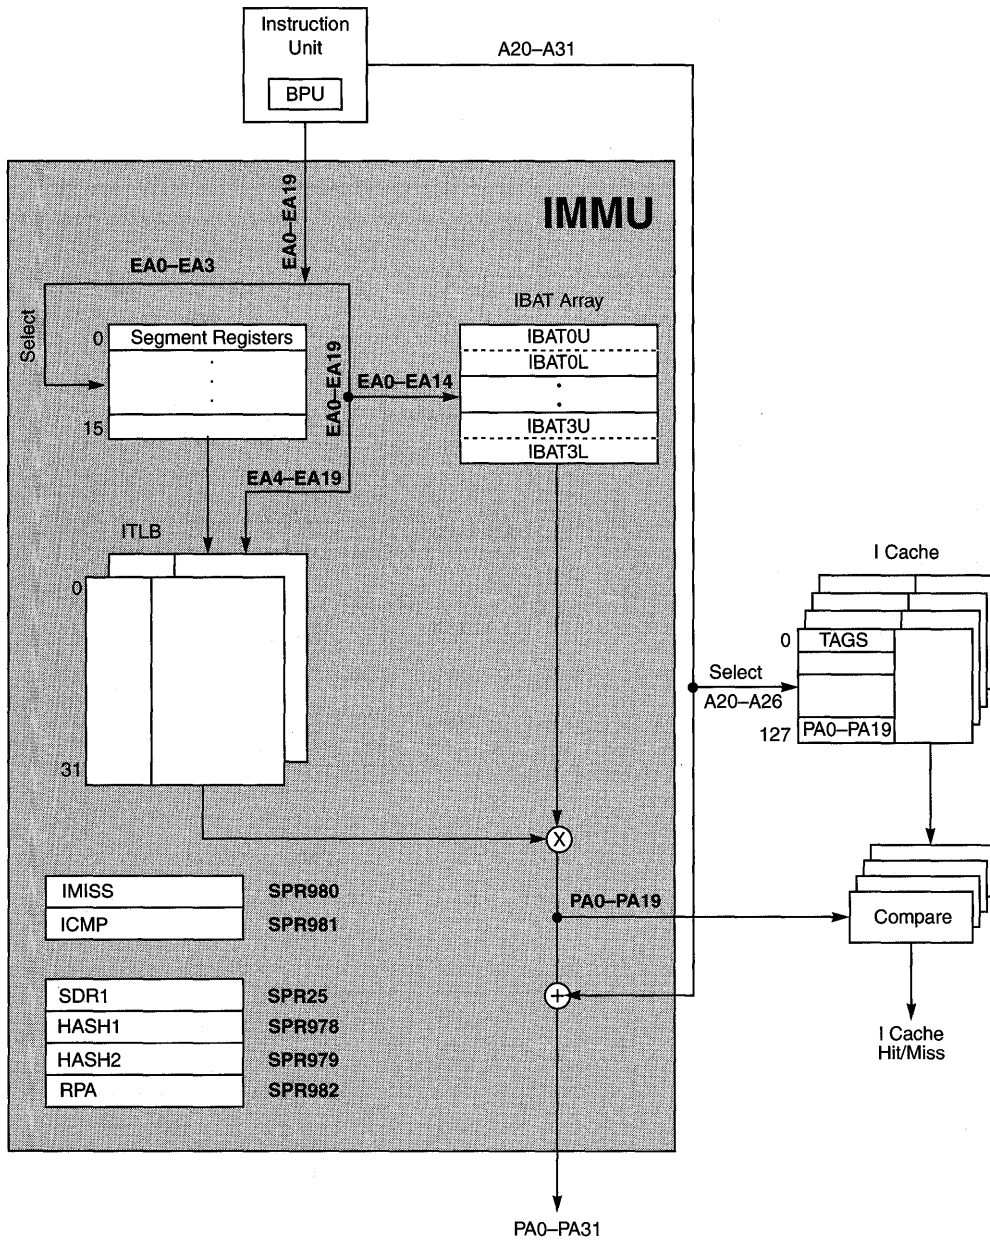 Instruction
Unit
BPU
A20–A31
EA0–EA19
IMMU
EA0–EA3
Select
0
Segment Registers
15
EA0–EA19
EA0–EA14
IBAT Array
IBAT0U
IBAT0L
IBAT3U
IBAT3L
EA4–EA19
ITLB
0
31
I Cache
0
TAGS
Select
A20–A26
127
PA0–PA19
X
IMISS
SPR980
ICMP
SPR981
PA0–PA19
Compare
SDR1
SPR25
HASH1
SPR978
HASH2
SPR979
RPA
SPR982
+
I Cache
Hit/Miss
PA0–PA31